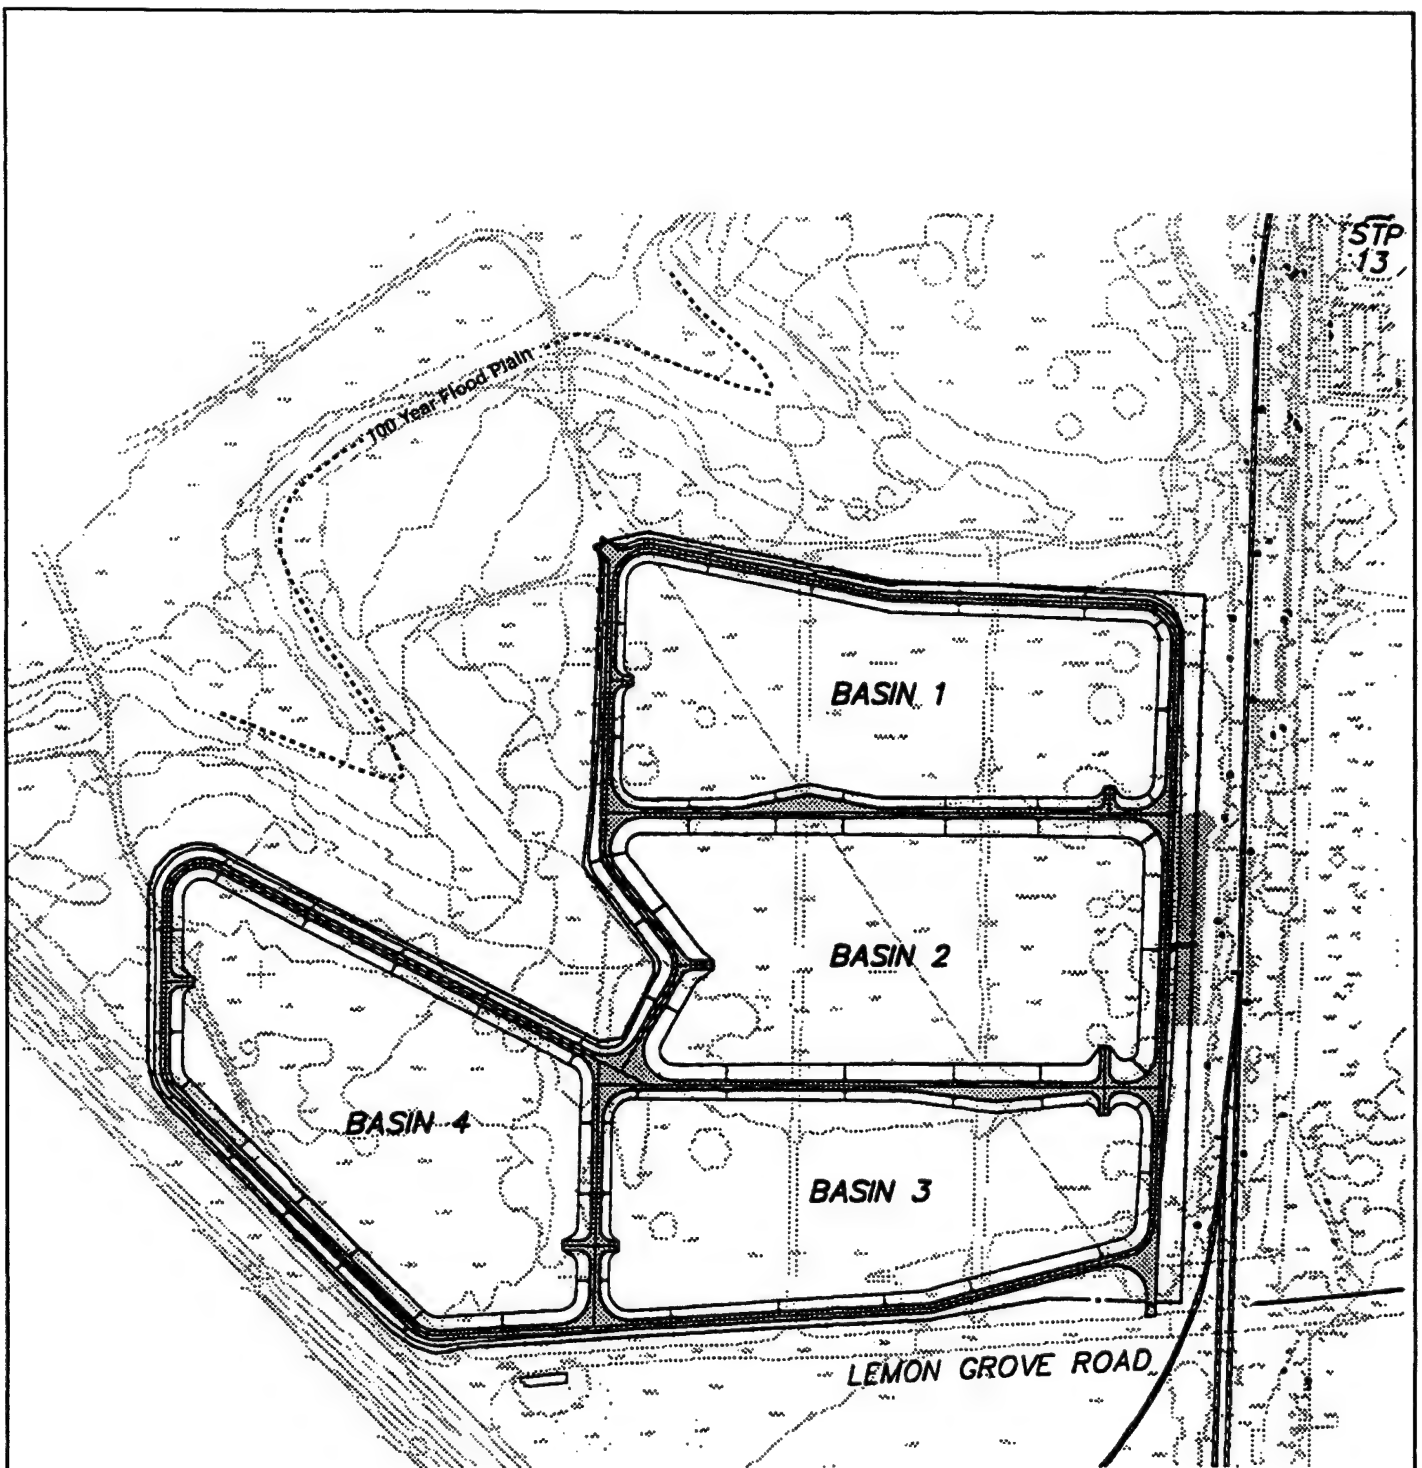 STP
13
100 Year Flood Plain
BASIN 1
BASIN 2
BASIN 4
BASIN 3
LEMON GROVE ROAD